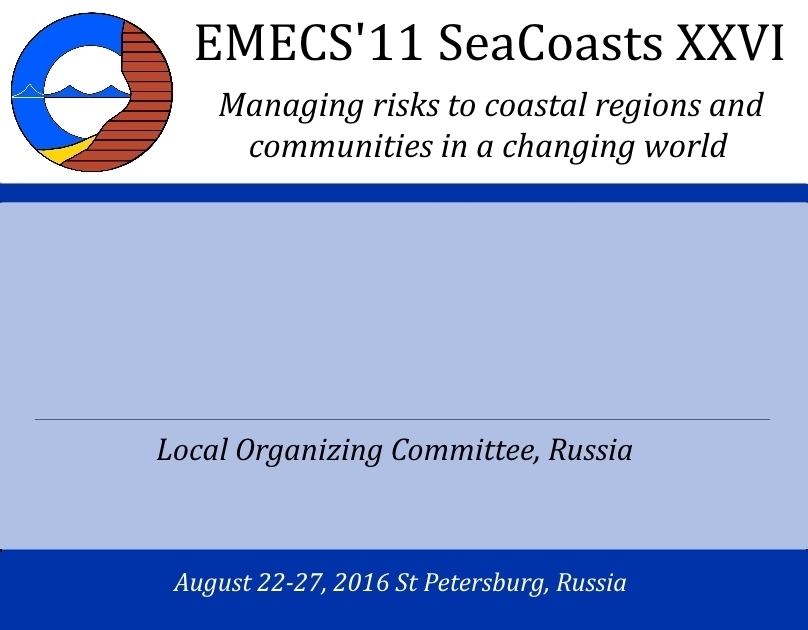 EMECS'11 SeaCoasts XXVI
Managing risks to coastal regions and
communities in a changing world
Local Organizing Committee, Russia
August 22-27, 2016 St Petersburg, Russia